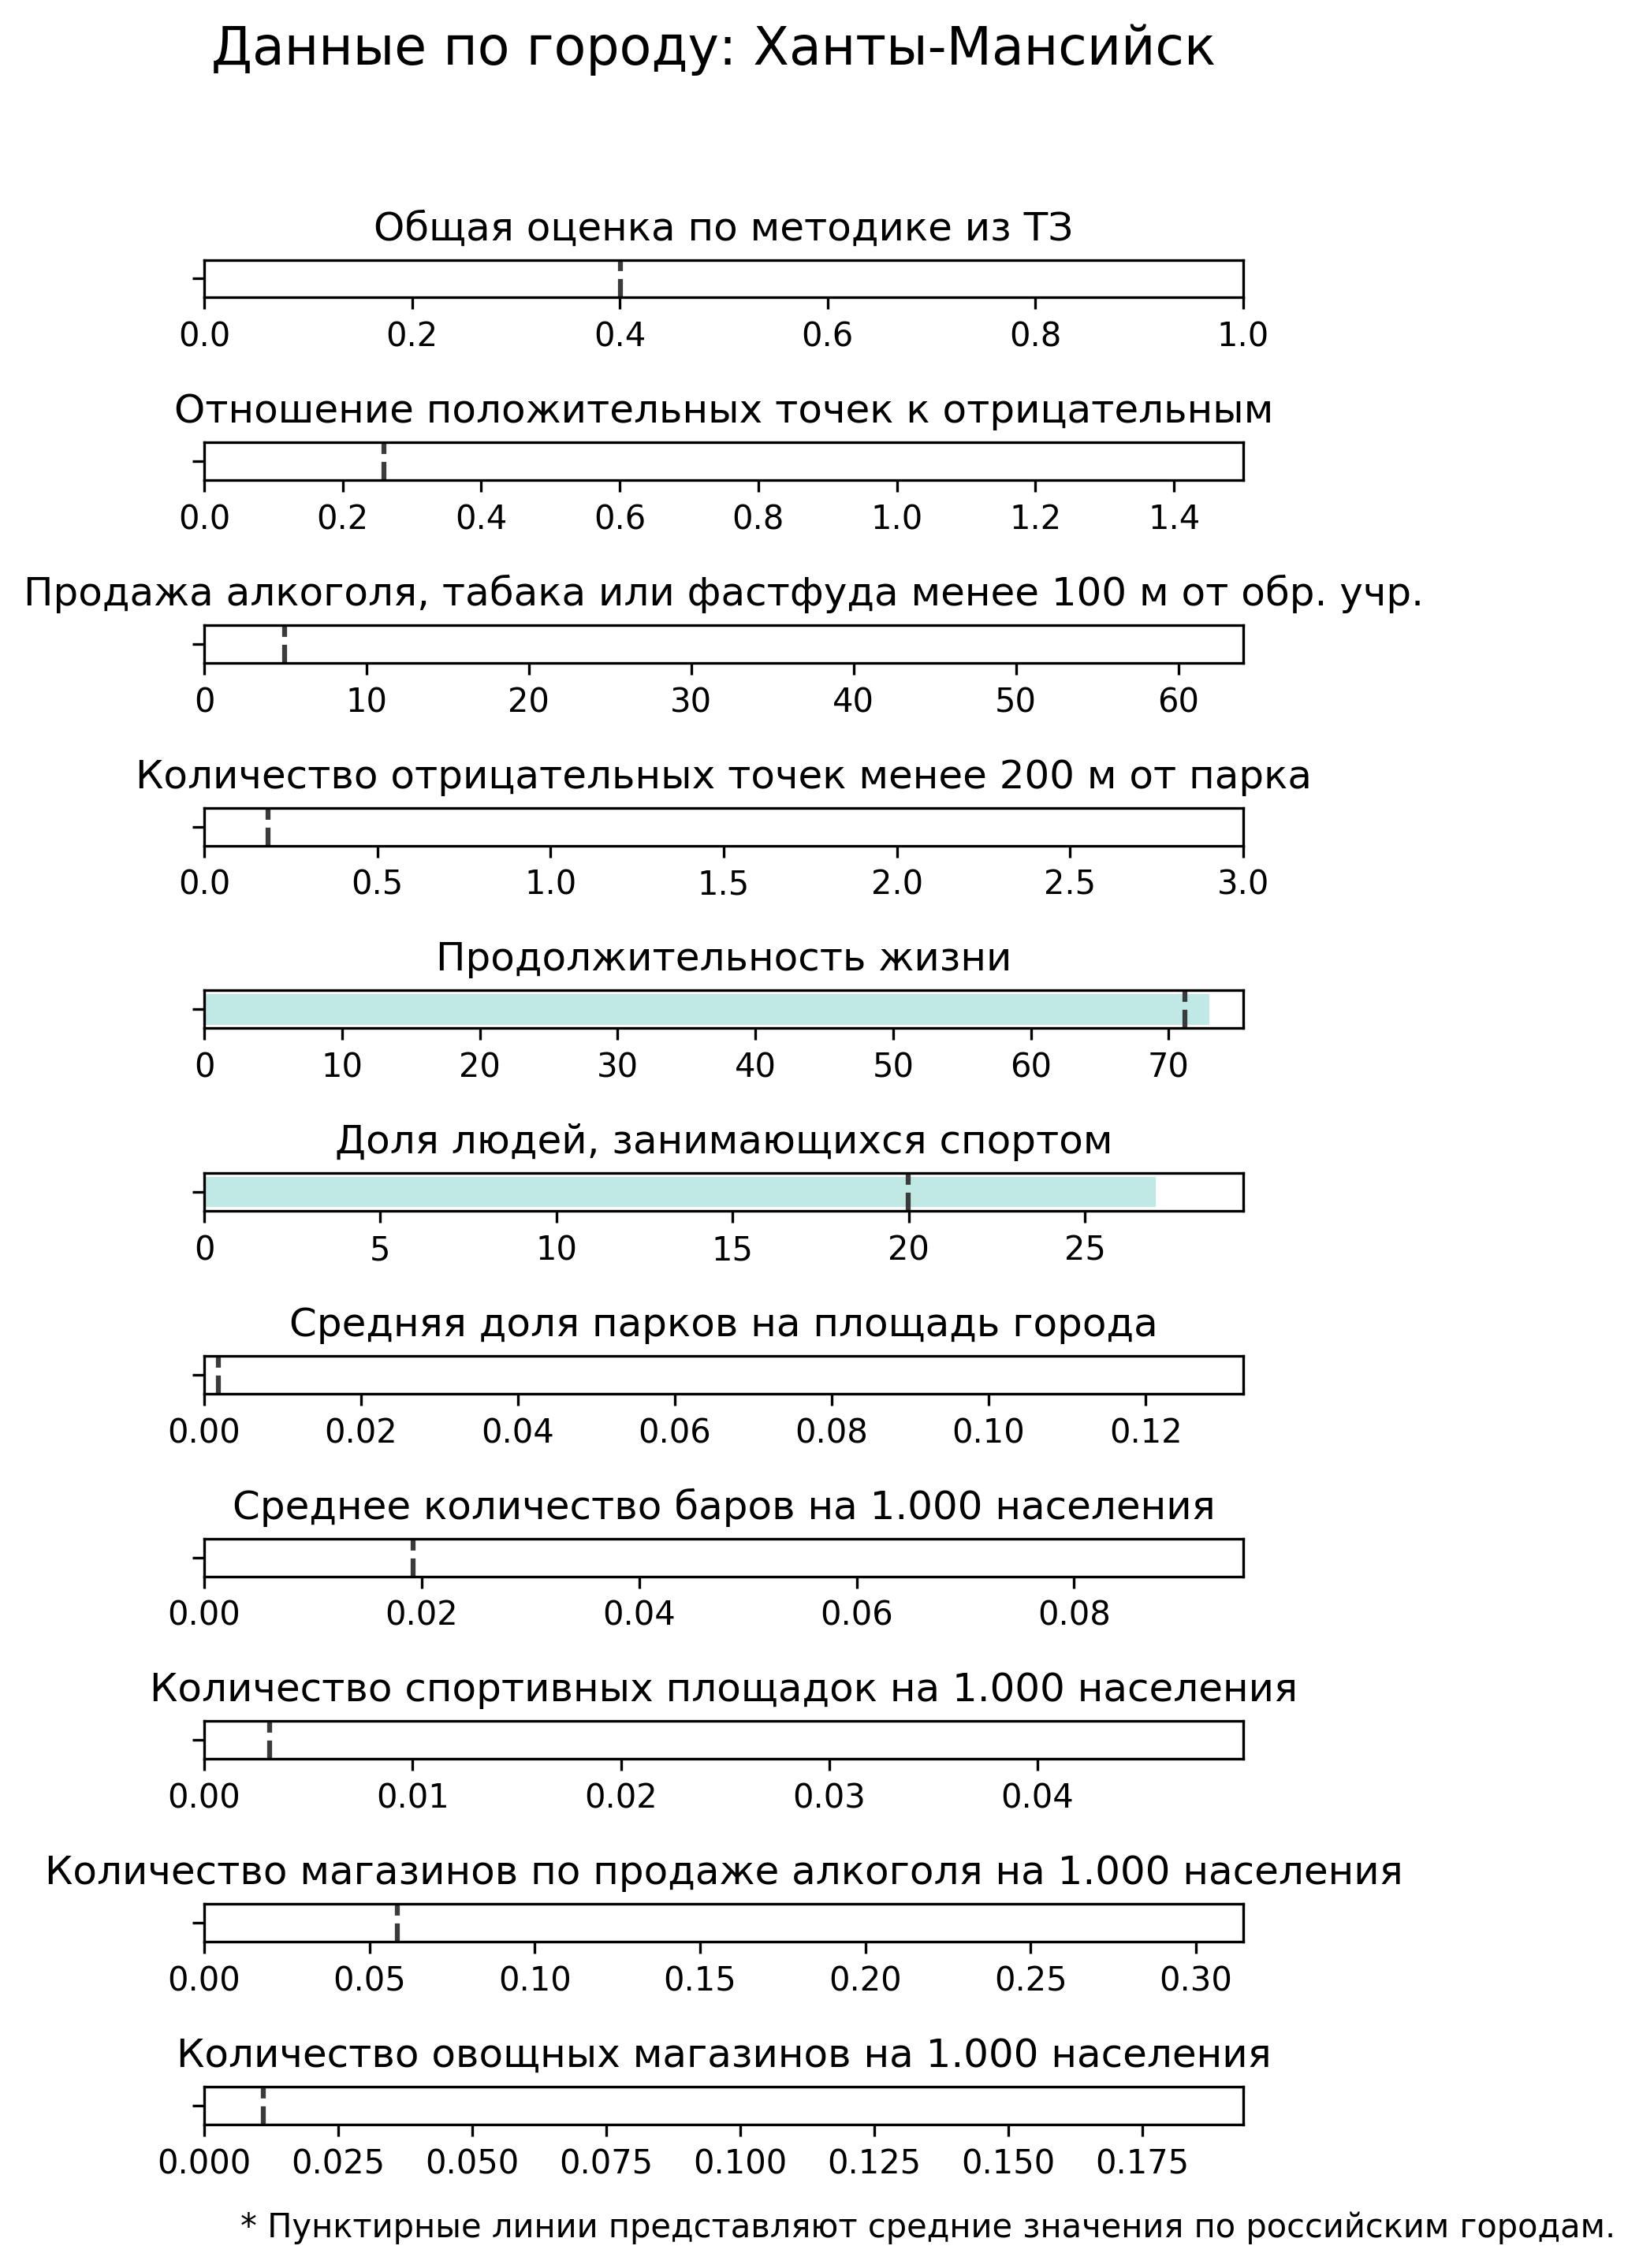 Данные по городу: Ханты-Мансийск
Общая оценка по методике из ТЗ
0.0 0.2 0.4 0.6 0.8 1.0
Отношение положительных точек к отрицательным
0.0 0.2 0.4 0.6 0.8 1.0 1.2 1.4
Продажа алкоголя, табака или фастфуда менее 100 м от обр. учр.
0 10 20 30 40 50 60
Количество отрицательных точек менее 200 м от парка
0.0 0.5 1.0 1.5 2.0 2.5 3.0
Продолжительность жизни
0 10 20 30 40 50 60 70
Доля людей, занимающихся спортом
0 5 10 15 20 25
Средняя доля парков на площадь города
0.00 0.02 0.04 0.06 0.08 0.10 0.12
Среднее количество баров на 1.000 населения
0.00 0.02 0.04 0.06 0.08
Количество спортивных площадок на 1.000 населения
0.00 0.01 0.02 0.03 0.04
Количество магазинов по продаже алкоголя на 1.000 населения
0.00 0.05 0.10 0.15 0.20 0.25 0.30
Количество овощных магазинов на 1.000 населения
0.000 0.025 0.050 0.075 0.100 0.125 0.150 0.175
* Пунктирные линии представляют средние значения по российским городам.